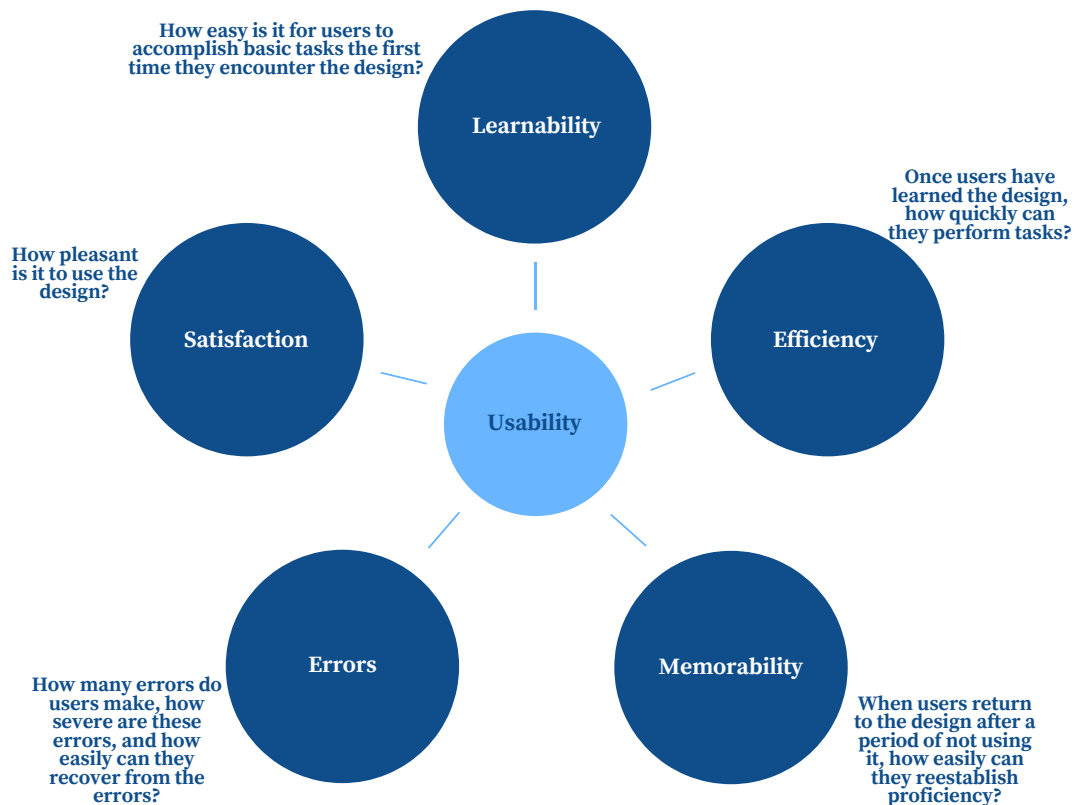 How easy is it for users to
accomplish basic tasks the first
time they encounter the design?
Learnability
Once users have
learned the design,
how quickly can
they perform tasks?
Efficiency
How pleasant
is it to use the
design?
Satisfaction
Usability
Errors
How many errors do
users make, how
severe are these
errors, and how
easily can they
recover from the
errors?
Memorability
When users return
to the design after a
period of not using
it, how easily can
they reestablish
proficiency?